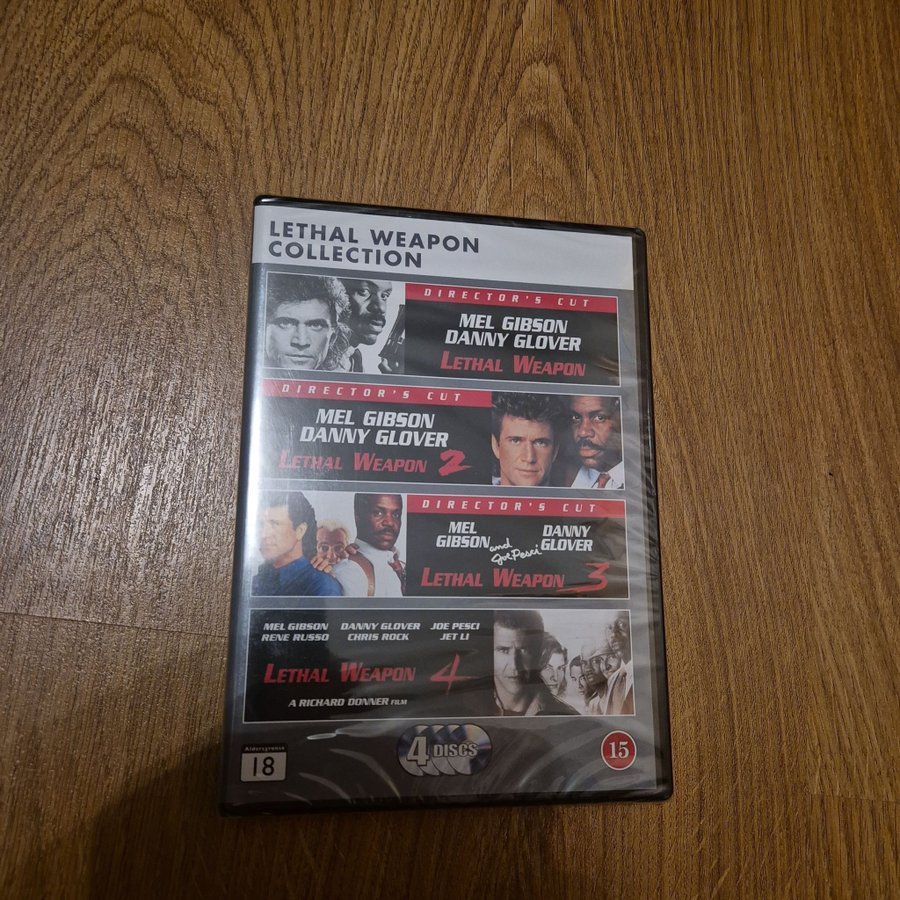 LETHAL WEAPON
COLLECTION
DIRECTOR'S CUT
MEL GIBSON
DANNY GLOVER
LETHAL WEAPON
DIRECTOR'S CUT
MEL GIBSON
DANNY GLOVER
LETHAL WEAPON 2
DIRECTOR'S CUT
MEL GIBSON and Joe Pesci DANNY GLOVER
LETHAL WEAPON 3
MEL GIBSON DANNY GLOVER JOE PESCI
RENE RUSSO CHRIS ROCK JET LI
LETHAL WEAPON 4
A RICHARD DONNER FILM
4 DISCS
Aldersgrense
18
15